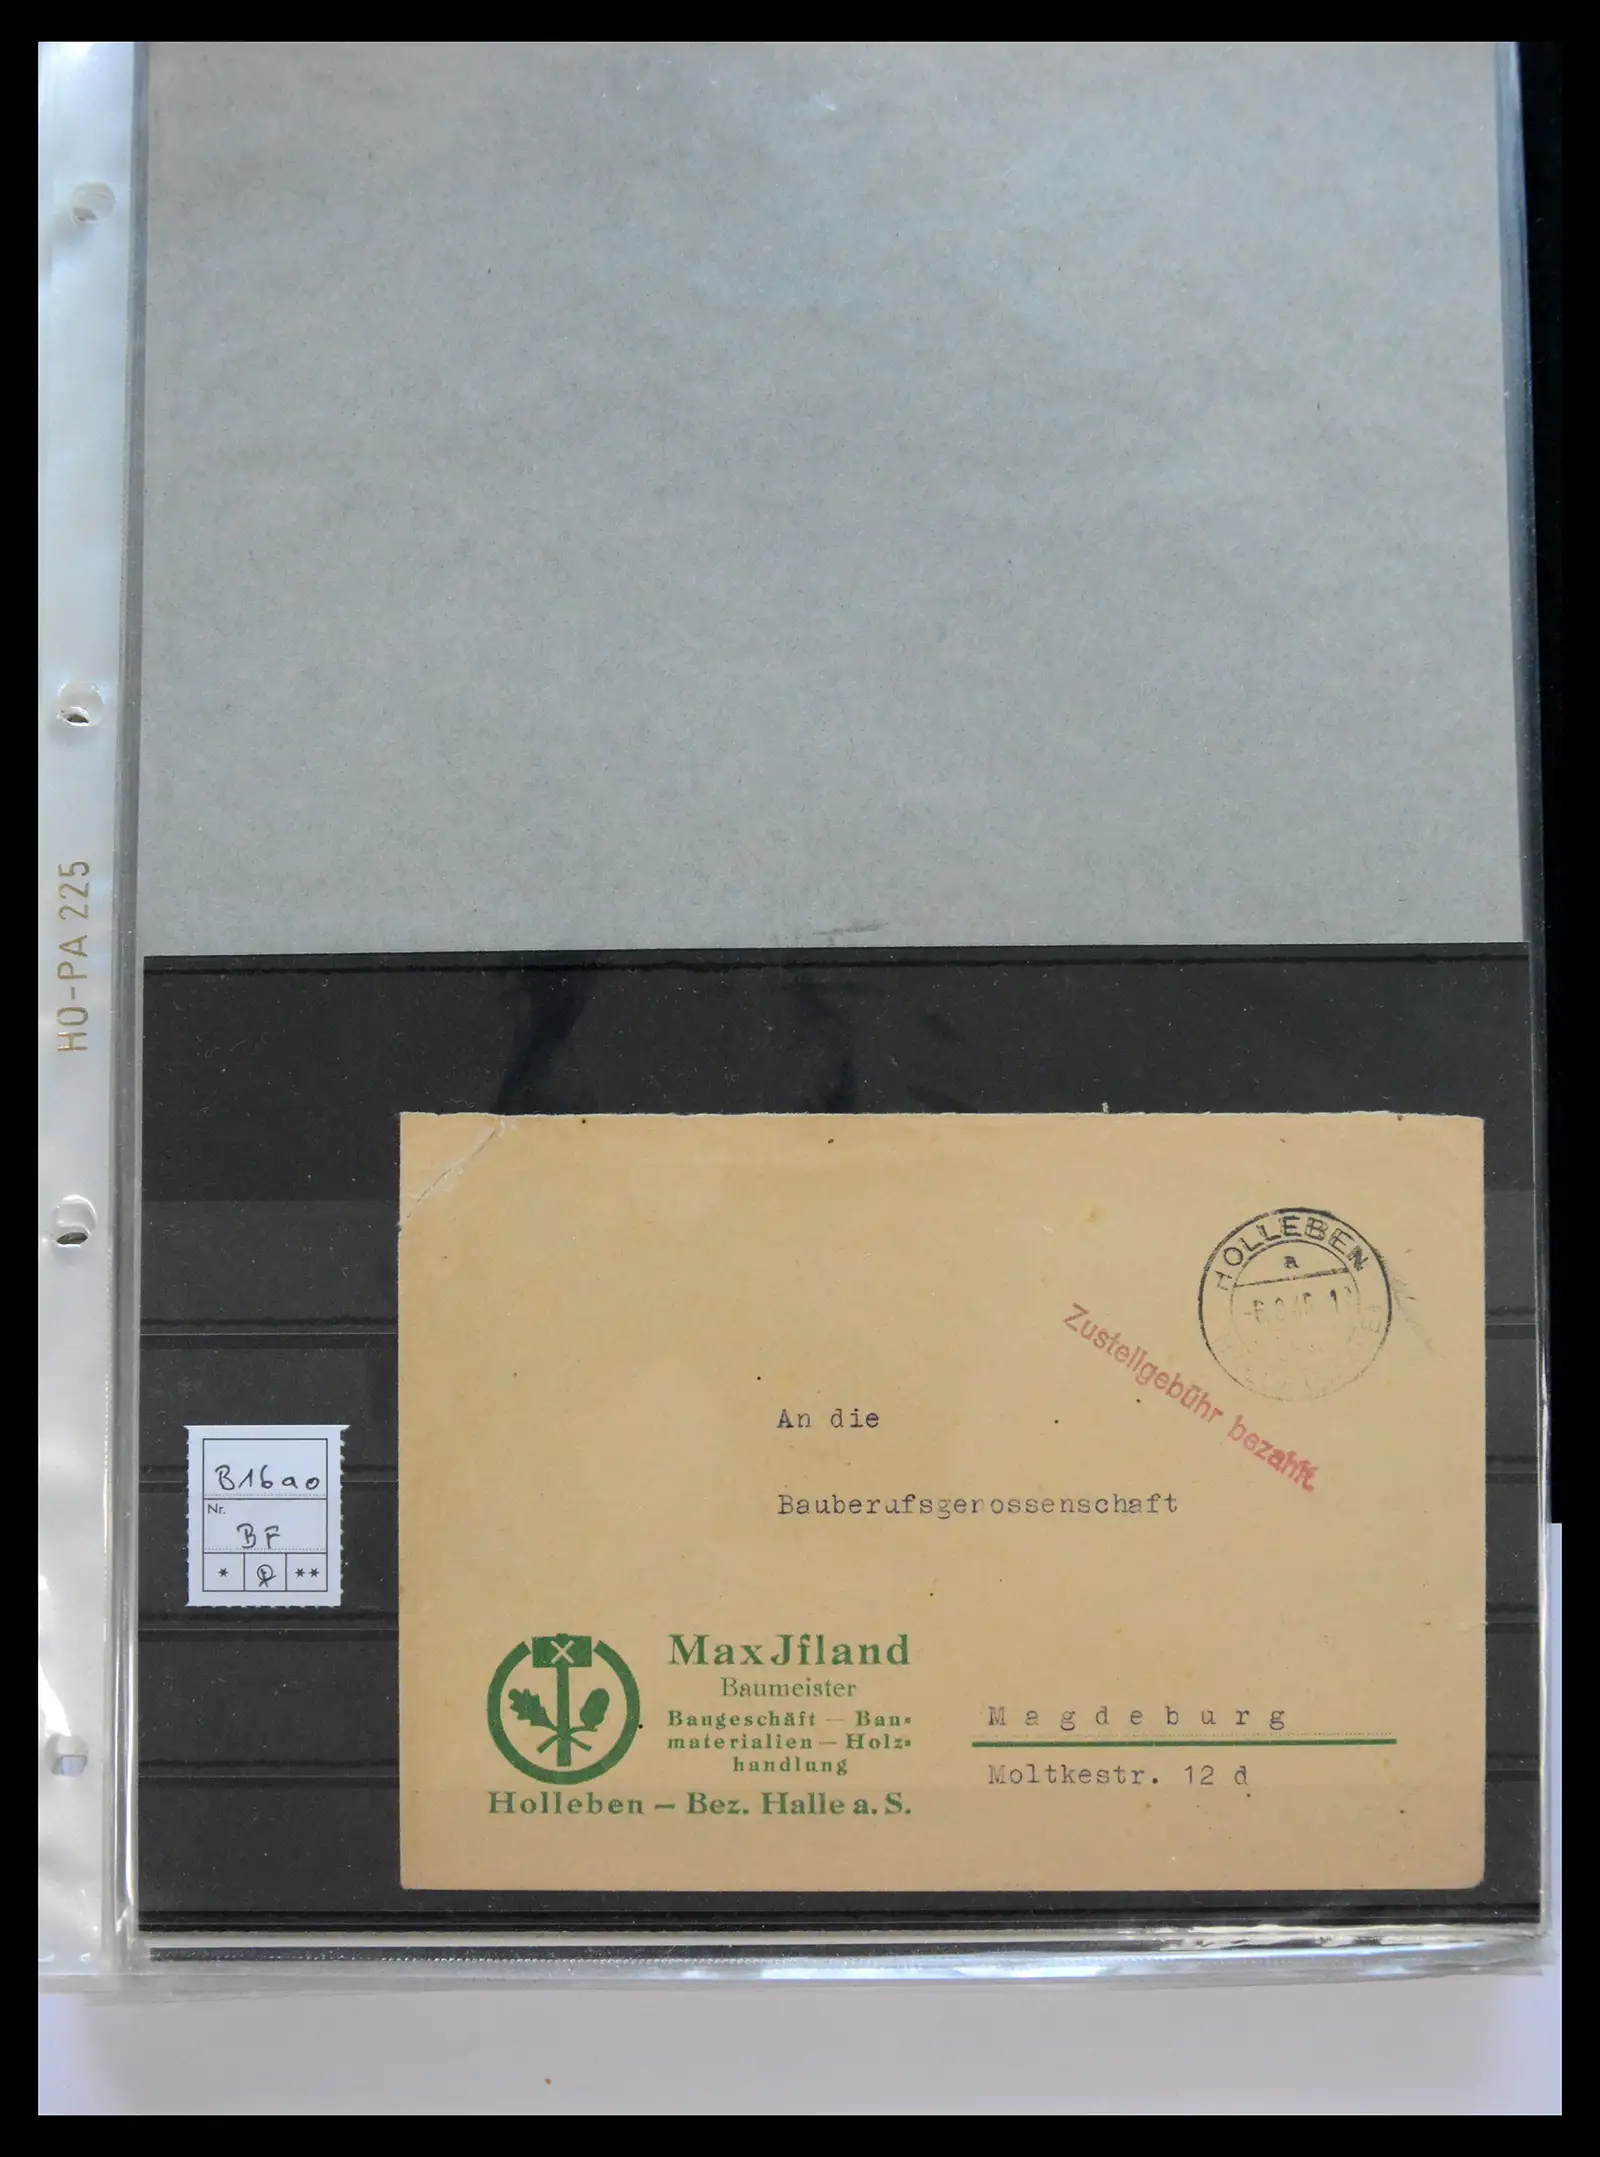 HO-PA 225
HOLLEBEN
a
Zustellgebühr bezahlt.
An die
Bauberufsgenossenschaft
B16a0
Nr.
BF
* **
Max Jfland
Baumeister
Baugeschäft — Bau=
materialien — Holz=
handlung
Holleben — Bez. Halle a. S.
Magdeburg
Moltkestr. 12 d